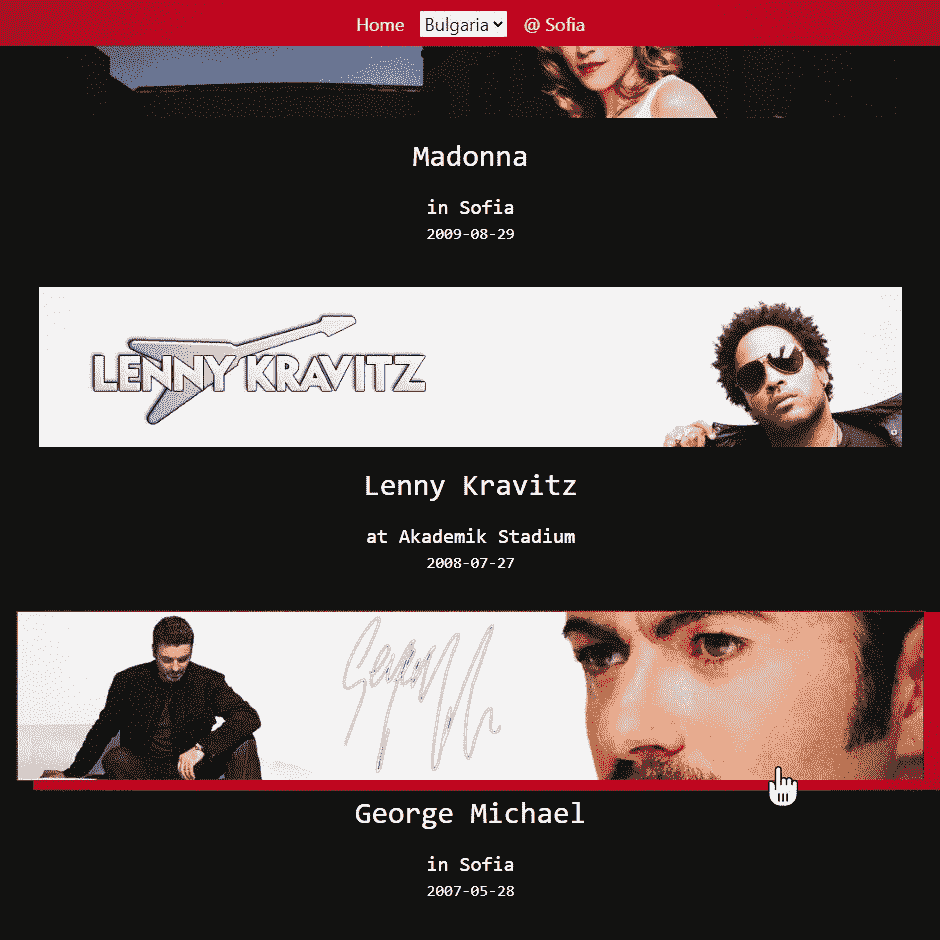 Home Bulgaria @ Sofia
Madonna
in Sofia
2009-08-29
LENNY KRAVITZ
Lenny Kravitz
at Akademik Stadium
2008-07-27
George Michael
in Sofia
2007-05-28